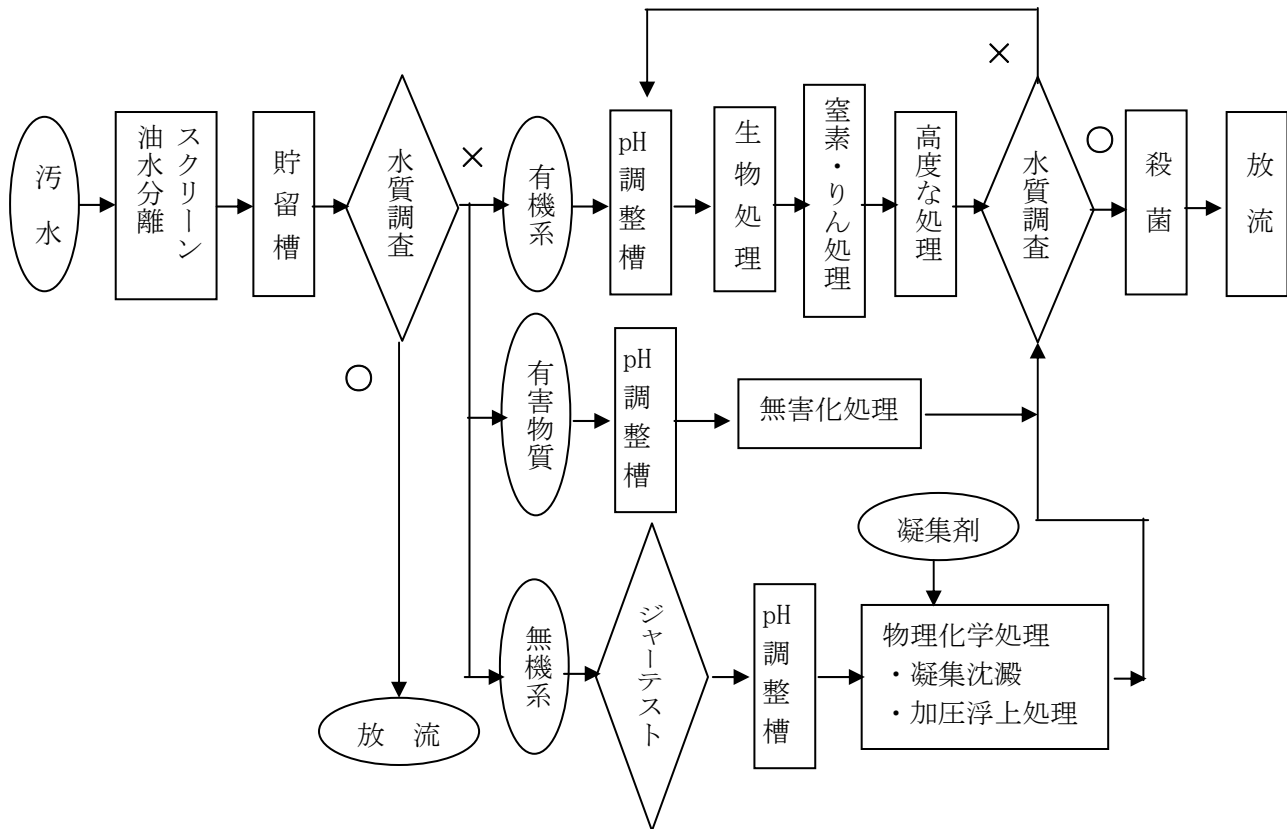 汚水
スクリーン
油水分離
貯留槽
水質調査
×
○
放　流
有機系
pH調整槽
生物処理
窒素・りん処理
高度な処理
水質調査
×
○
殺菌
放流
有害物質
pH調整槽
無害化処理
無機系
ジャーテスト
pH調整槽
凝集剤
物理化学処理
・凝集沈澱
・加圧浮上処理